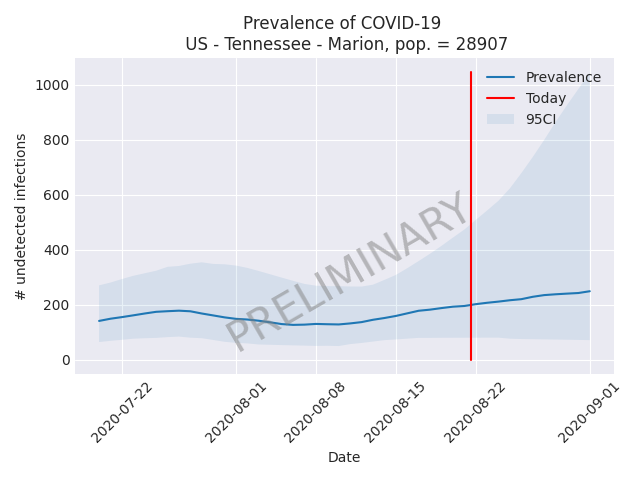 Prevalence of COVID-19
US - Tennessee - Marion, pop. = 28907
# undetected infections
1000
800
600
400
200
0
Prevalence
Today
95CI
PRELIMINARY
2020-07-22
2020-08-01
2020-08-08
2020-08-15
2020-08-22
2020-09-01
Date